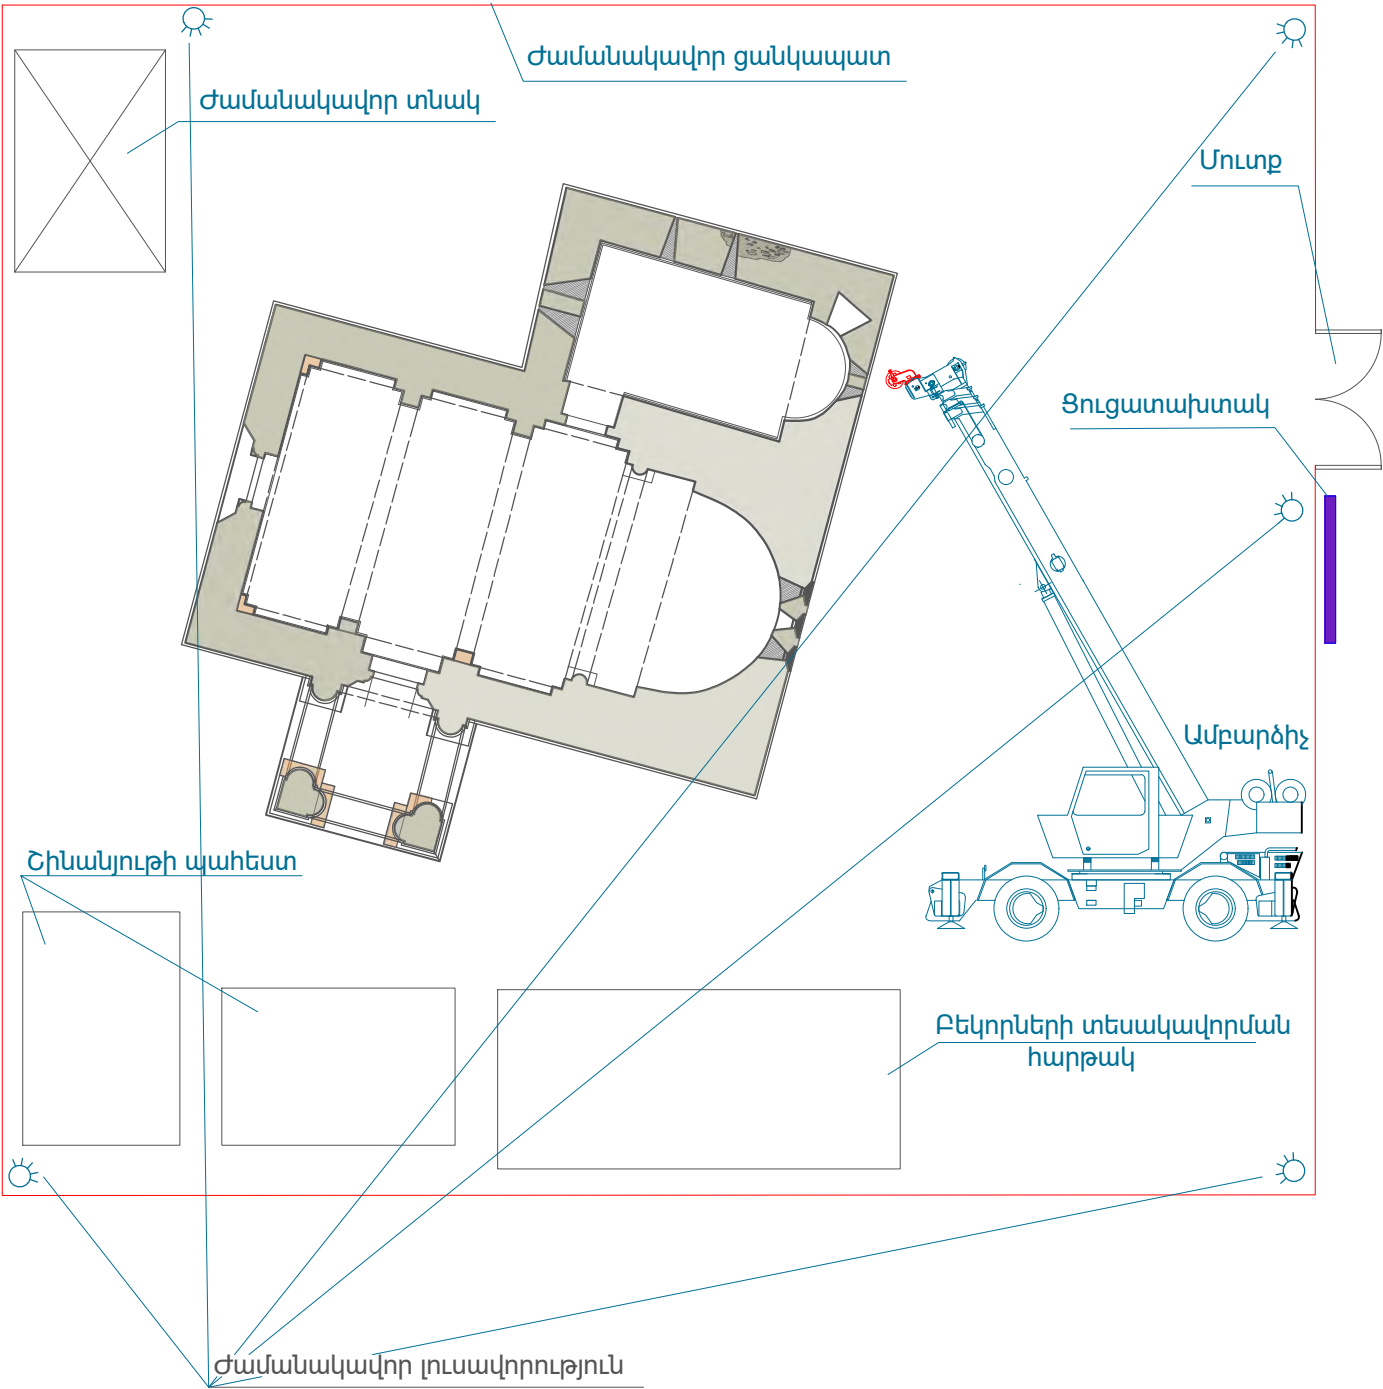 Ժամանակավոր ցանկապատ
Ժամանակավոր տնակ
Մուտք
Ցուցատախտակ
Ամբարձիչ
Շինանյութի պահեստ
Բեկորների տեսակավորման
հարթակ
Ժամանակավոր լուսավորություն